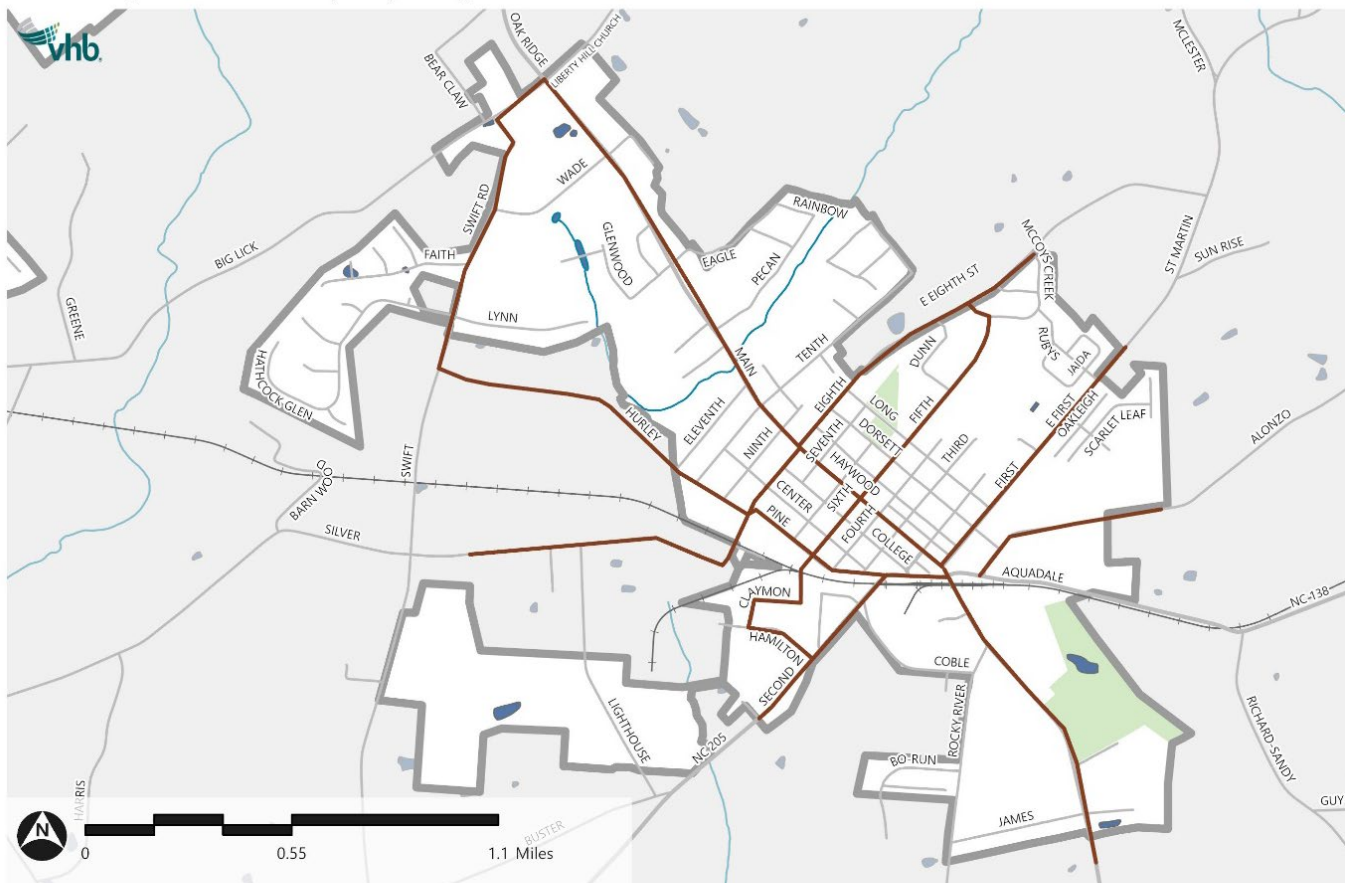 vhb
OAK RIDGE
LIBERTY HILL CHURCH
BEAR CLAW
MCLESTER
WADE
SWIFT RD
RAINBOW
GLENWOOD
FAITH
EAGLE
PECAN
BIG LICK
MCCOYS CREEK
ST MARTIN
SUN RISE
E EIGHTH ST
GREENE
LYNN
MAIN
TENTH
DUNN
RUBYS
JAIDA
HATHCOCK GLEN
HURLEY
ELEVENTH
NINTH
EIGHTH
SEVENTH
LONG
DORSETT
FIFTH
THIRD
E FIRST
OAKLEIGH
SCARLET
LEAF
ALONZO
BARN WOOD
SWIFT
CENTER
SIXTH
HAYWOOD
FIRST
PINE
FOURTH
COLLEGE
SILVER
AQUADALE
CLAYMON
NC-138
HAMILTON
COBLE
SECOND
LIGHTHOUSE
NC-205
ROCKY RIVER
RICHARD-SANDY
BO-RUN
HARRIS
JAMES
GUY
BUSTER
N
0 0.55 1.1 Miles